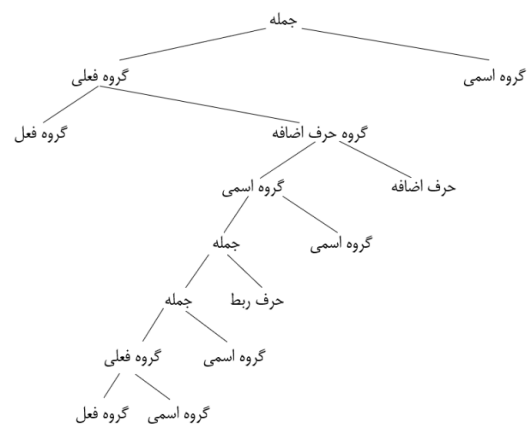 جمله
گروه اسمی گروه فعلی
گروه حرف اضافه گروه فعل
حرف اضافه گروه اسمی
گروه اسمی جمله
حرف ربط جمله
گروه اسمی گروه فعلی
گروه اسمی گروه فعل